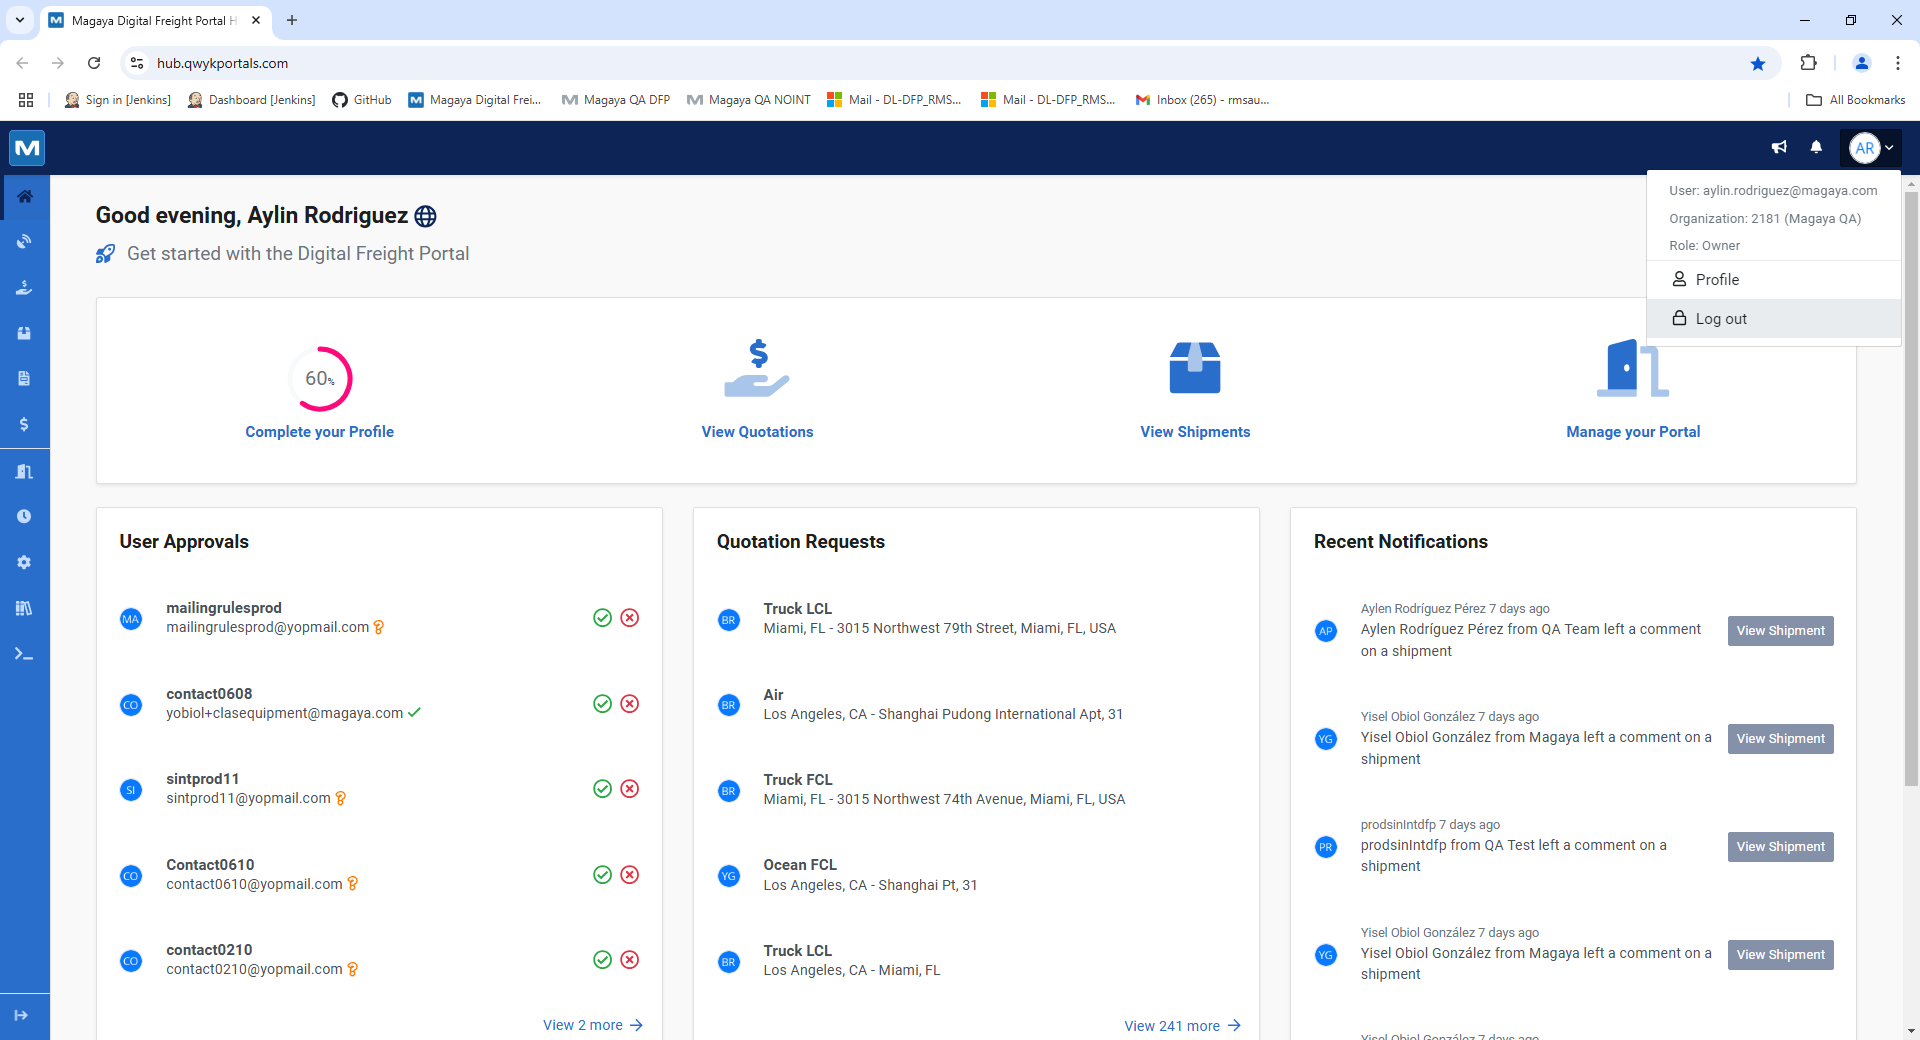 Magaya Digital Freight Portal H
hub.qwykportals.com
Sign in [Jenkins]
Dashboard [Jenkins]
GitHub
Magaya Digital Frei...
Magaya QA DFP
Magaya QA NOINT
Mail - DL-DFP_RMS...
Mail - DL-DFP_RMS...
Inbox (265) - rmsau...
All Bookmarks
AR
User: aylin.rodriguez@magaya.com
Organization: 2181 (Magaya QA)
Role: Owner
Profile
Log out
Good evening, Aylin Rodriguez
Get started with the Digital Freight Portal
60%
Complete your Profile
View Quotations
View Shipments
Manage your Portal
User Approvals
MA
mailingrulesprod
mailingrulesprod@yopmail.com
CO
contact0608
yobiol+clasequipment@magaya.com
SI
sintprod11
sintprod11@yopmail.com
CO
Contact0610
contact0610@yopmail.com
CO
contact0210
contact0210@yopmail.com
View 2 more
Quotation Requests
BR
Truck LCL
Miami, FL - 3015 Northwest 79th Street, Miami, FL, USA
BR
Air
Los Angeles, CA - Shanghai Pudong International Apt, 31
BR
Truck FCL
Miami, FL - 3015 Northwest 74th Avenue, Miami, FL, USA
YG
Ocean FCL
Los Angeles, CA - Shanghai Pt, 31
BR
Truck LCL
Los Angeles, CA - Miami, FL
View 241 more
Recent Notifications
AP
Aylen Rodríguez Pérez 7 days ago
Aylen Rodríguez Pérez from QA Team left a comment
on a shipment
View Shipment
YG
Yisel Obiol González 7 days ago
Yisel Obiol González from Magaya left a comment on a
shipment
View Shipment
PR
prodsinIntdfp 7 days ago
prodsinIntdfp from QA Test left a comment on a
shipment
View Shipment
YG
Yisel Obiol González 7 days ago
Yisel Obiol González from Magaya left a comment on a
shipment
View Shipment
Yisel Obiol González 7 days ago